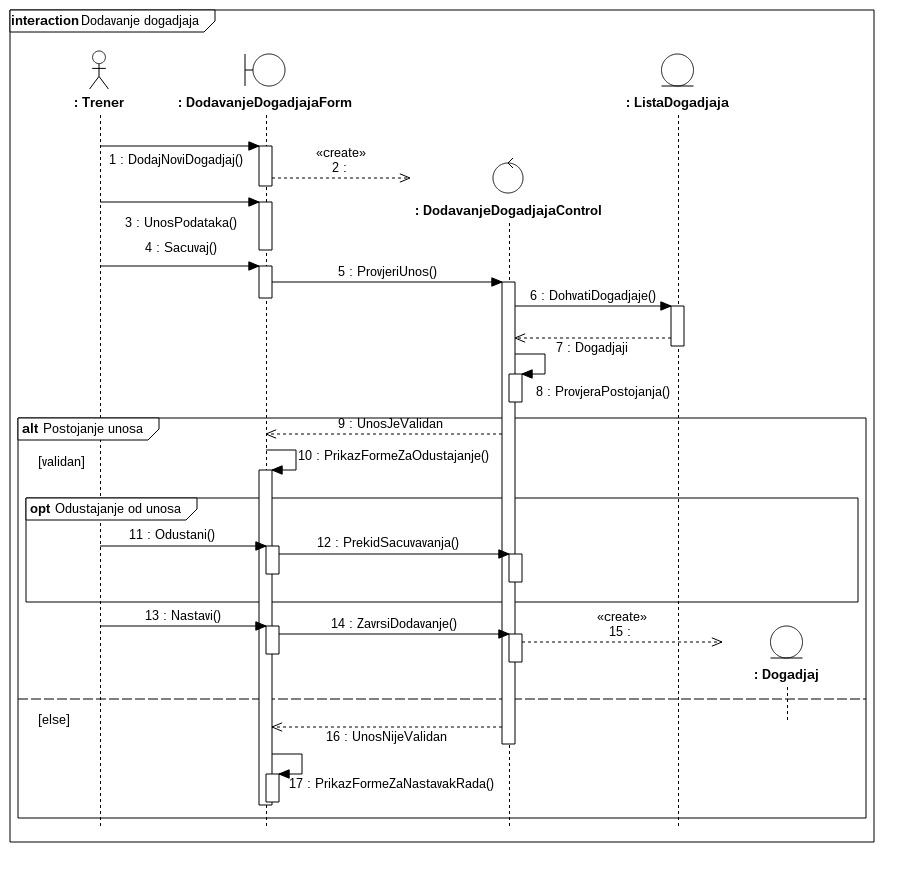 interaction Dodavanje dogadjaja
: Trener
: DodavanjeDogadjajaForm
: ListaDogadjaja
1 : DodajNoviDogadjaj()
«create»
2 :
: DodavanjeDogadjajaControl
3 : UnosPodataka()
4 : Sacuvaj()
5 : ProvjeriUnos()
6 : DohvatiDogadjaje()
7 : Dogadjaji
8 : ProvjeraPostojanja()
alt Postojanje unosa
9 : UnosJeValidan
[validan]
10 : PrikazFormeZaOdustajanje()
opt Odustajanje od unosa
11 : Odustani()
12 : PrekidSacuvavanja()
13 : Nastavi()
14 : ZavrsiDodavanje()
«create»
15 :
: Dogadjaj
[else]
16 : UnosNijeValidan
17 : PrikazFormeZaNastavakRada()